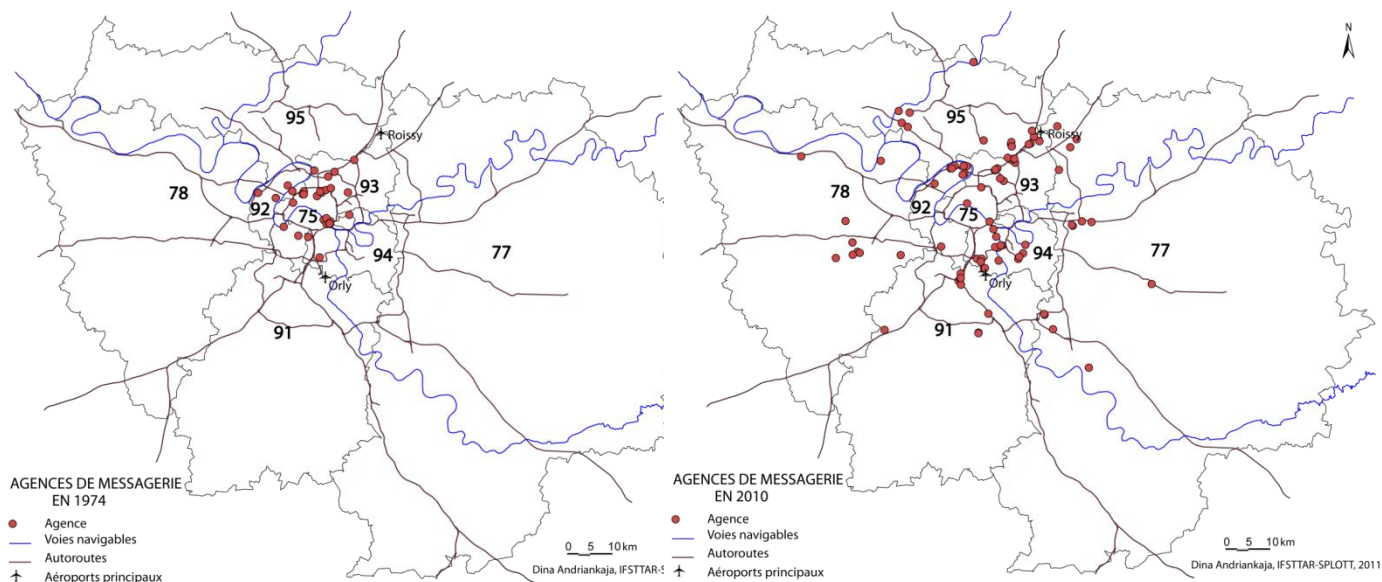 95
Roissy
93
78
92
75
94
77
Orly
91
AGENCES DE MESSAGERIE
EN 1974
Agence
Voies navigables
Autoroutes
Aéroports principaux
0 5 10 km
Dina Andriankaja, IFSTTAR-S
N
95
Roissy
93
78
92
75
94
77
Orly
91
AGENCES DE MESSAGERIE
EN 2010
Agence
Voies navigables
Autoroutes
Aéroports principaux
0 5 10 km
Dina Andriankaja, IFSTTAR-SPLOTT, 2011